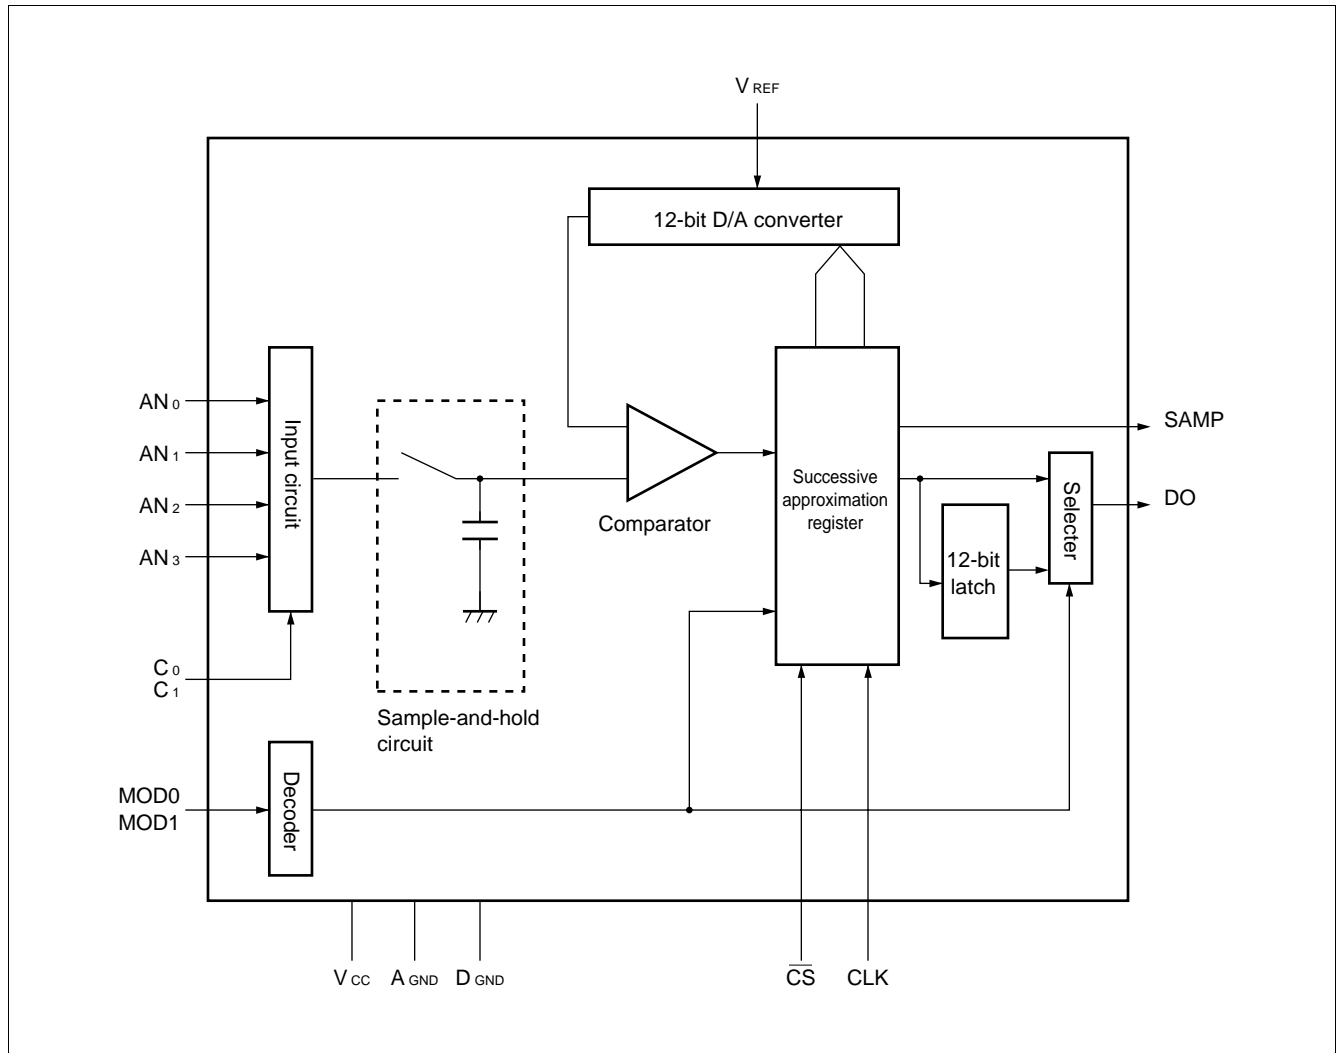 V REF
12-bit D/A converter
AN 0
AN 1
AN 2
AN 3
Input circuit
C 0
C 1
Sample-and-hold
circuit
Comparator
Successive
approximation
register
SAMP
DO
Selecter
12-bit
latch
MOD0
MOD1
Decoder
V CC
A GND
D GND
CS
CLK